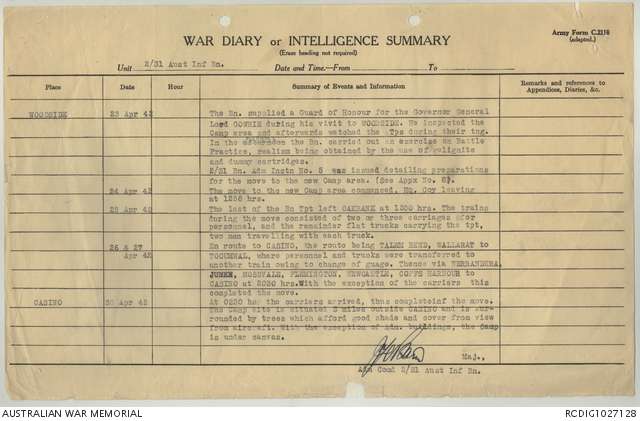 Army Form C.2118
(adapted.)
WAR DIARY or INTELLIGENCE SUMMARY
(Erase heading not required)
Unit 2/31 Aust Inf Bn. Date and Time.—From To
Place Date Hour Summary of Events and Information Remarks and references to Appendices, Diaries, &c.
WOODSIDE 23 Apr 42 The Bn. supplied a Guard of Honour for the Governor General
Lord GOWRIE during his vivit to WOODSIDE. He inspected the
Camp area and afterwards watched the Tps during their tng.
In the the Bn. carried out an exercise on Battle
Practice, realism being obtained by the use of gelignite
and dummy cartridges.
2/31 Bn. Adm Instn No. 5 was issued detailing preparations
for the move to the new Camp area. (See Appx No. 6).
24 Apr 42 The move to the new Camp area commenced, HQ. Coy leaving
at hrs.
25 Apr 42 The last of the Bn Tpt left OAKBANK at hrs. The trains
during the move consisted of two or three carriages for
personnel, and the remainder flat trucks carrying the tpt,
two men travelling with each truck.
26 & 27
Apr 42 En route to CASINO, the route being TALEM BEND, WALLARAT to
TOCUMWAL, where personnel and trucks were transferred to
another train owing to change of guage. Thence via NERRANDERA,
JUNEE, MOSSVALE, FLEMINGTON, NEWCASTLE, COFFS HARBOUR to
CASINO at 2030 hrs. With the exception of the carriers this
completed the move.
CASINO 30 Apr 42 At 0230 hrs the carriers arrived, thus completeinf the move.
The Camp site is situated 3 miles outside CASINO and is sur-
rounded by trees which afford good shade and cover from view
from aircraft. With the exception of Adm. buildings, the Camp
is under canvas.
Maj.,
Adm Comd 2/31 Aust Inf Bn.
AUSTRALIAN WAR MEMORIAL
RCDIG1027128